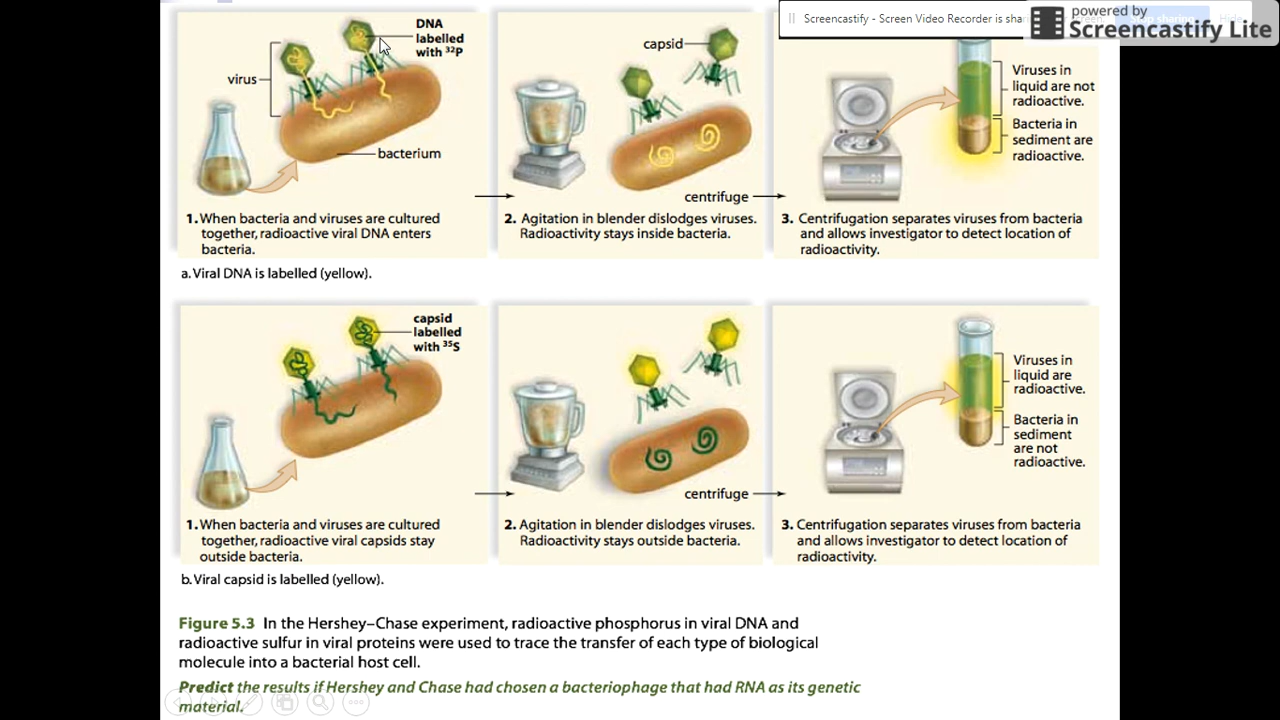 powered by
Screencastify Lite
Screencastify - Screen Video Recorder is
DNA
labelled
with ³²P
virus
bacterium
1. When bacteria and viruses are cultured
together, radioactive viral DNA enters
bacteria.
capsid
centrifuge
2. Agitation in blender dislodges viruses.
Radioactivity stays inside bacteria.
Viruses in
liquid are not
radioactive.
Bacteria in
sediment are
radioactive.
3. Centrifugation separates viruses from bacteria
and allows investigator to detect location of
radioactivity.
a. Viral DNA is labelled (yellow).
capsid
labelled
with ³⁵S
1. When bacteria and viruses are cultured
together, radioactive viral capsids stay
outside bacteria.
centrifuge
2. Agitation in blender dislodges viruses.
Radioactivity stays outside bacteria.
Viruses in
liquid are
radioactive.
Bacteria in
sediment
are not
radioactive.
3. Centrifugation separates viruses from bacteria
and allows investigator to detect location of
radioactivity.
b. Viral capsid is labelled (yellow).
Figure 5.3 In the Hershey–Chase experiment, radioactive phosphorus in viral DNA and
radioactive sulfur in viral proteins were used to trace the transfer of each type of biological
molecule into a bacterial host cell.
Predict the results if Hershey and Chase had chosen a bacteriophage that had RNA as its genetic
material.